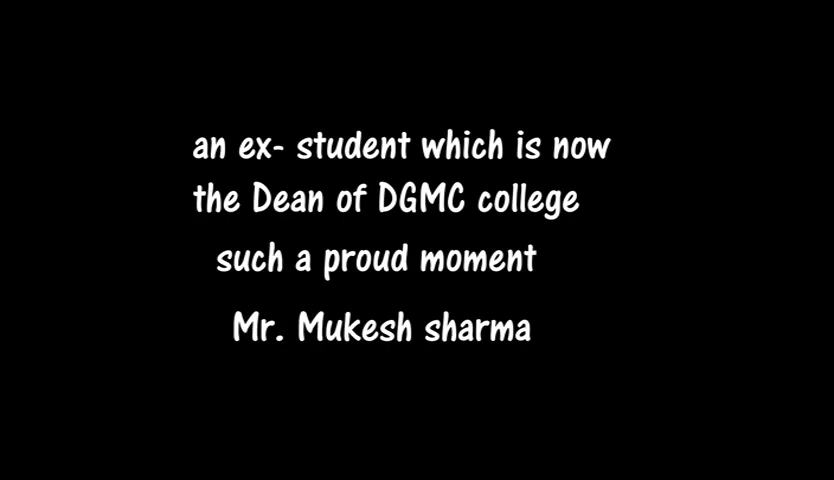 an ex- student which is now
the Dean of DGMC college
such a proud moment
Mr. Mukesh sharma